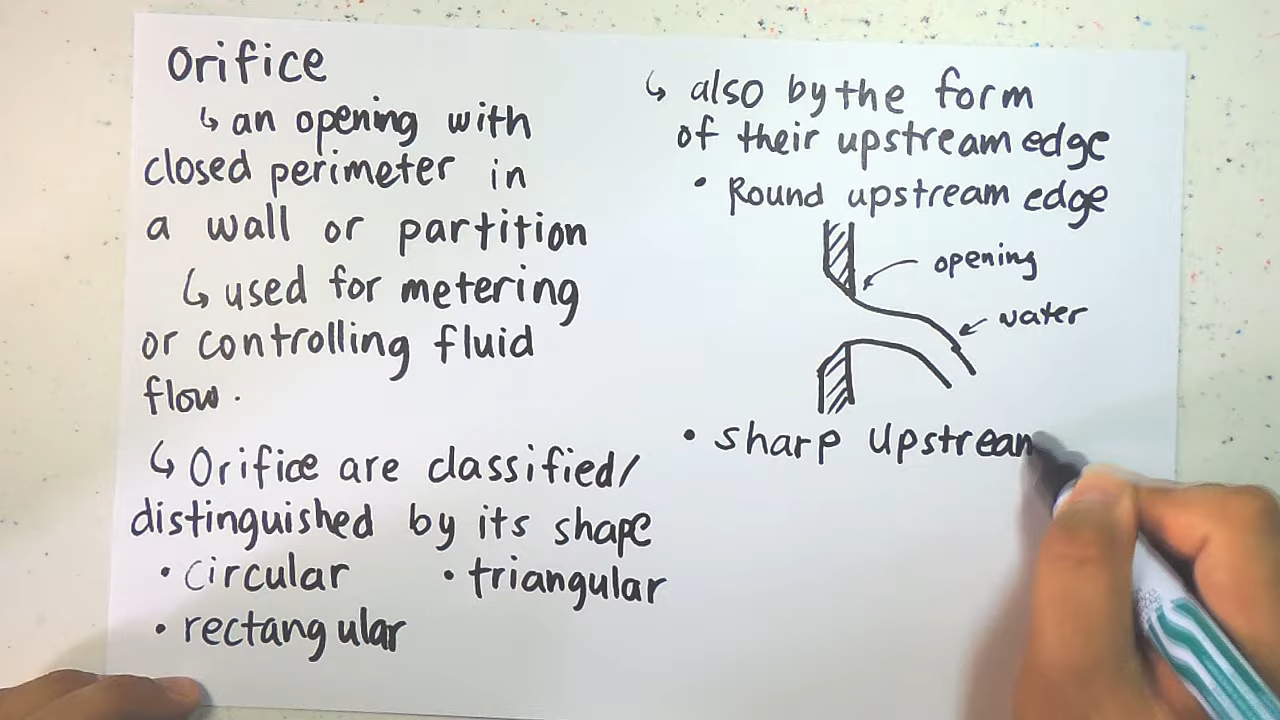 Orifice
↳ an opening with
closed perimeter in
a wall or partition
↳ used for metering
or controlling fluid
flow.
↳ Orifice are classified/
distinguished by its shape
• circular • triangular
• rectangular
↳ also by the form
of their upstream edge
• Round upstream edge
opening
water
• sharp upstream